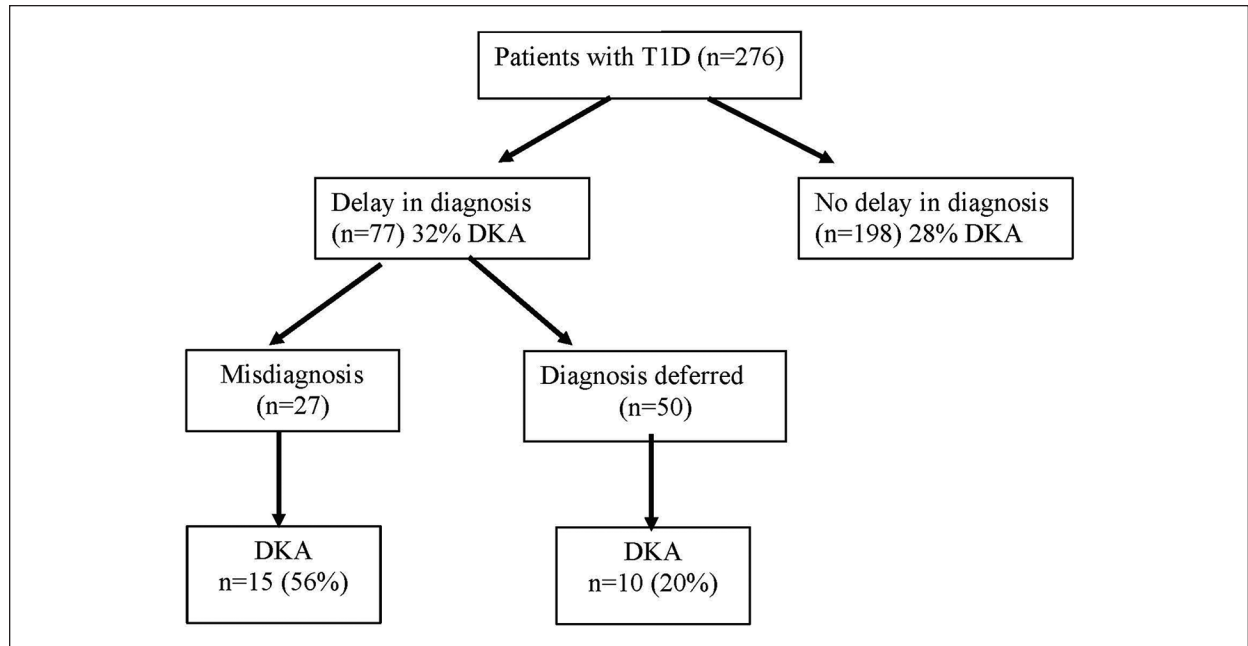 Patients with T1D (n=276)
Delay in diagnosis
(n=77) 32% DKA
No delay in diagnosis
(n=198) 28% DKA
Misdiagnosis
(n=27)
Diagnosis deferred
(n=50)
DKA
n=15 (56%)
DKA
n=10 (20%)